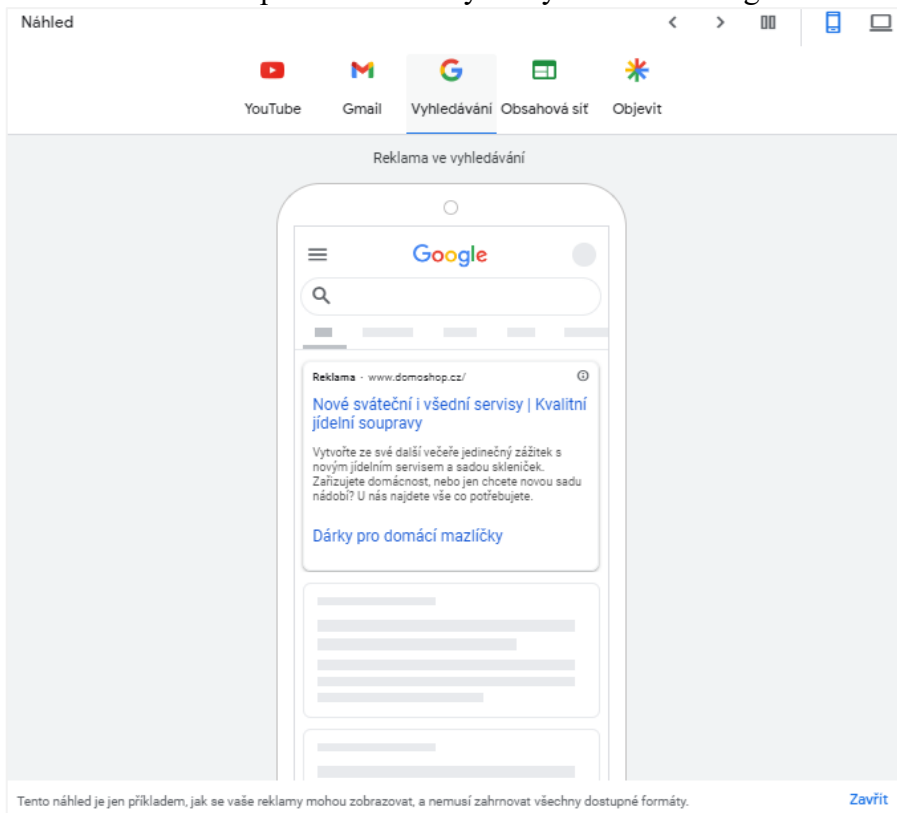 Náhled
YouTube Gmail Vyhledávání Obsahová síť Objevit
Reklama ve vyhledávání
Google
Reklama · www.domoshop.cz/
Nové sváteční i všední servisy | Kvalitní
jídelní soupravy
Vytvořte ze své další večeře jedinečný zážitek s
novým jídelním servisem a sadou skleniček.
Zařizujete domácnost, nebo jen chcete novou sadu
nádobí? U nás najdete vše co potřebujete.
Dárky pro domácí mazlíčky
Tento náhled je jen příkladem, jak se vaše reklamy mohou zobrazovat, a nemusí zahrnovat všechny dostupné formáty.
Zavřít